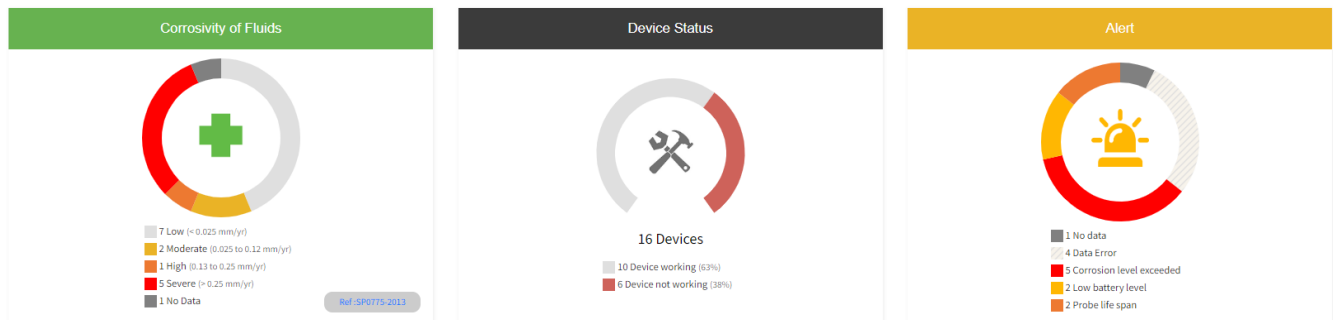 Corrosivity of Fluids
7 Low (< 0.025 mm/yr)
2 Moderate (0.025 to 0.12 mm/yr)
1 High (0.13 to 0.25 mm/yr)
5 Severe (> 0.25 mm/yr)
1 No Data
Ref :SP0775-2013
Device Status
16 Devices
10 Device working (63%)
6 Device not working (38%)
Alert
1 No data
4 Data Error
5 Corrosion level exceeded
2 Low battery level
2 Probe life span